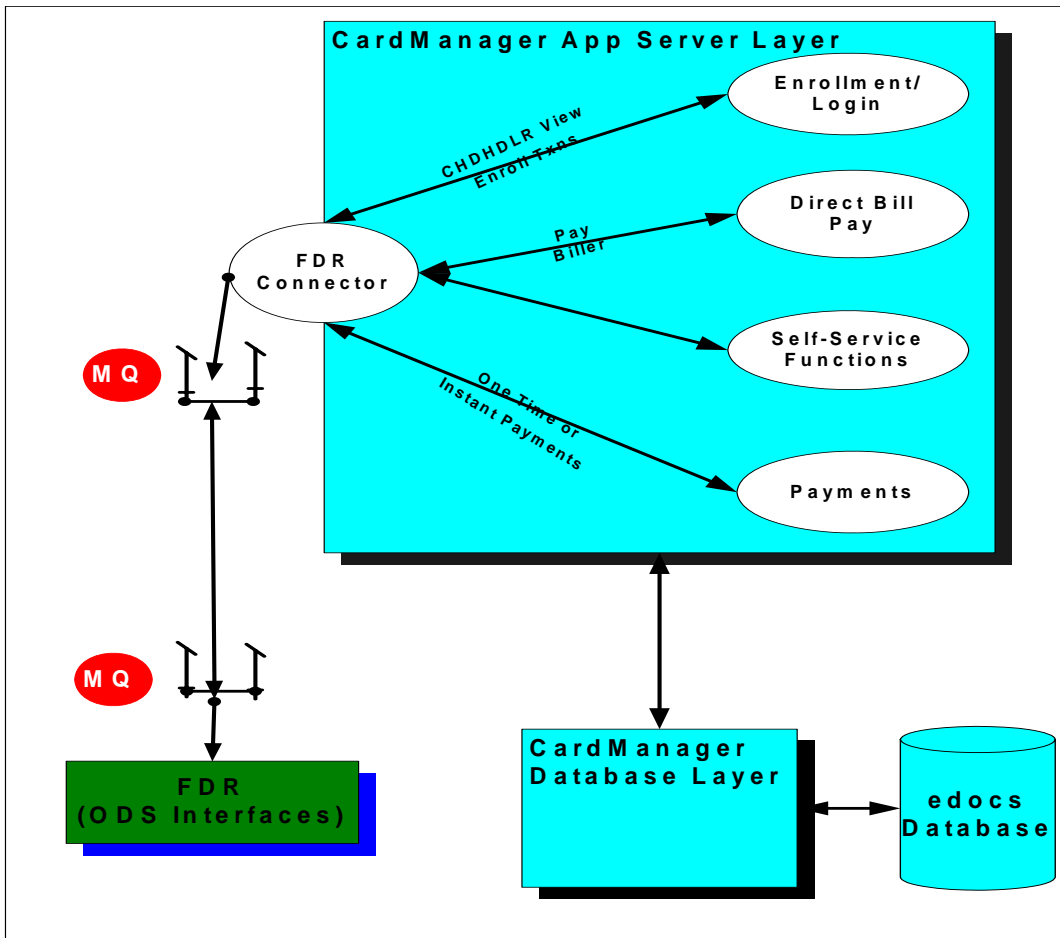 CardManager App Server Layer
Enrollment/
Login
CHDHDLR View
Enroll Txns
Direct Bill
Pay
Pay
Biller
FDR
Connector
Self-Service
Functions
MQ
One Time or
Instant Payments
Payments
MQ
CardManager
Database Layer
FDR
(ODS Interfaces)
edocs
Database